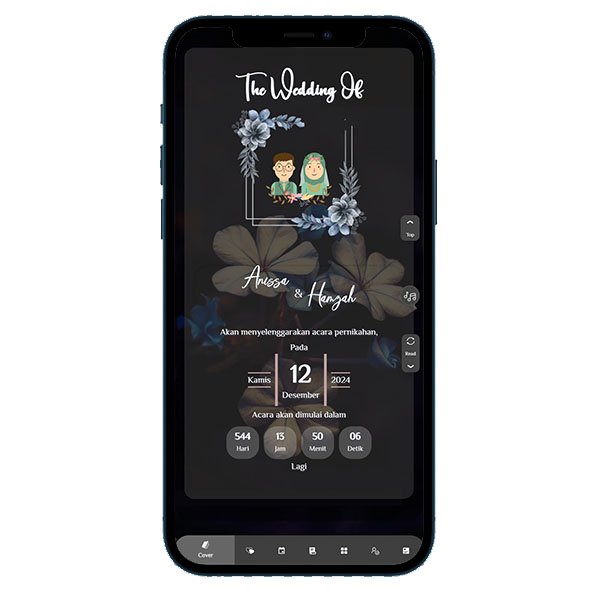 The Wedding Of
Top
Anissa
& Hamzah
Akan menyelenggarakan acara pernikahan,
Pada
Read
Kamis 12 2024
Desember
Acara akan dimulai dalam
544 13 50 06
Hari Jam Menit Detik
Lagi
Cover